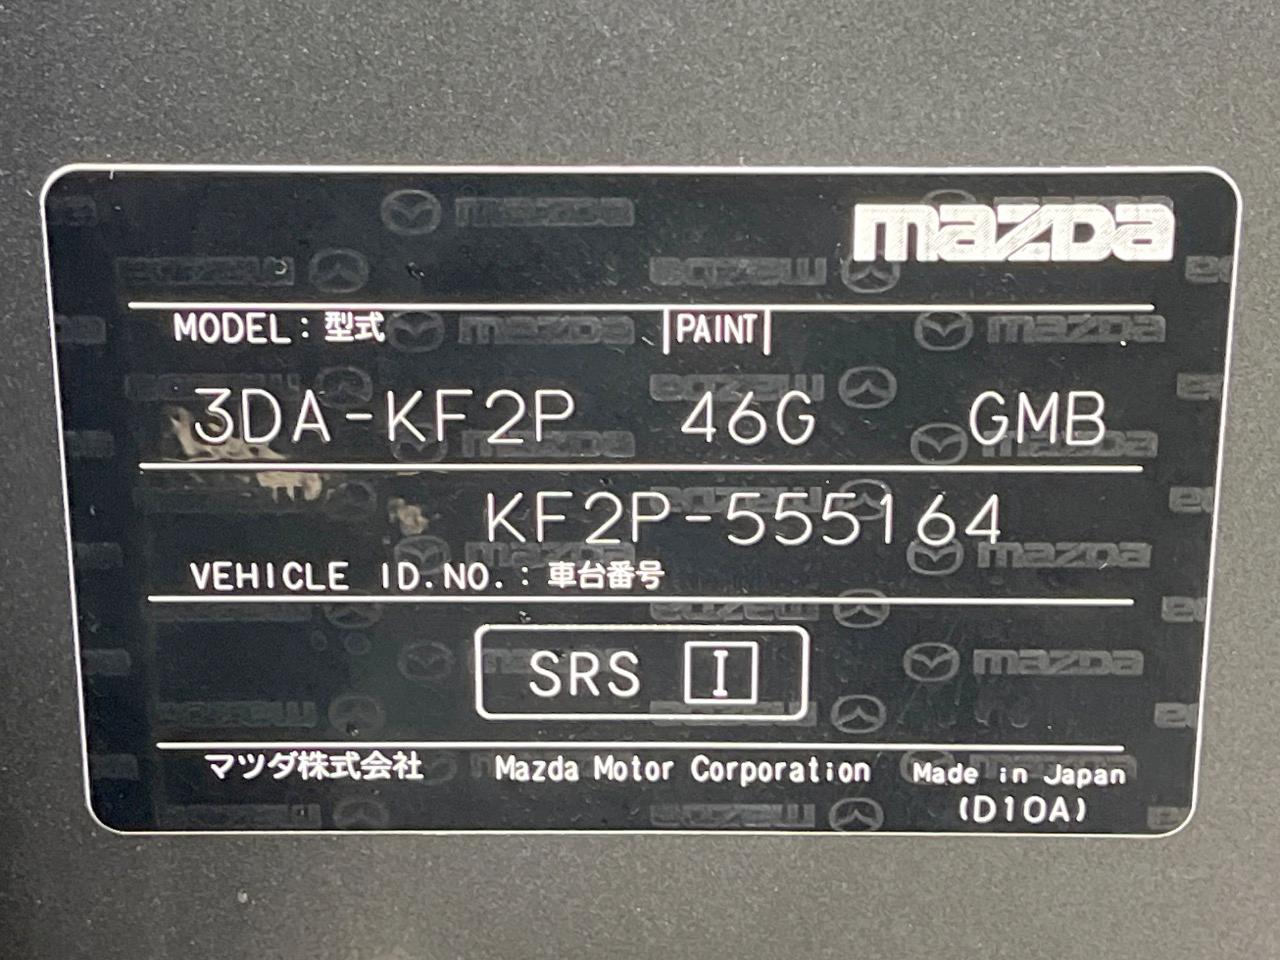 mazda
MODEL : 型式 PAINT
3DA-KF2P 46G GMB
KF2P-555164
VEHICLE ID.NO. : 車台番号
SRS I
マツダ株式会社 Mazda Motor Corporation Made in Japan
(D10A)